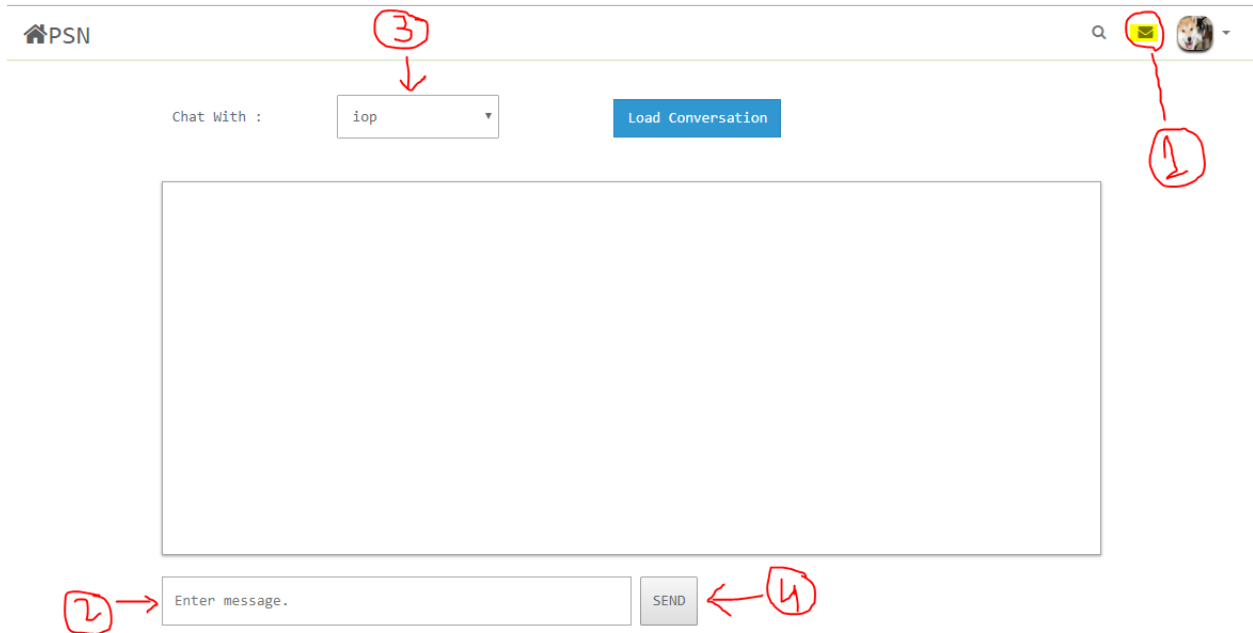 PSN
3
Chat With :
iop
Load Conversation
1
Enter message.
SEND
2
4